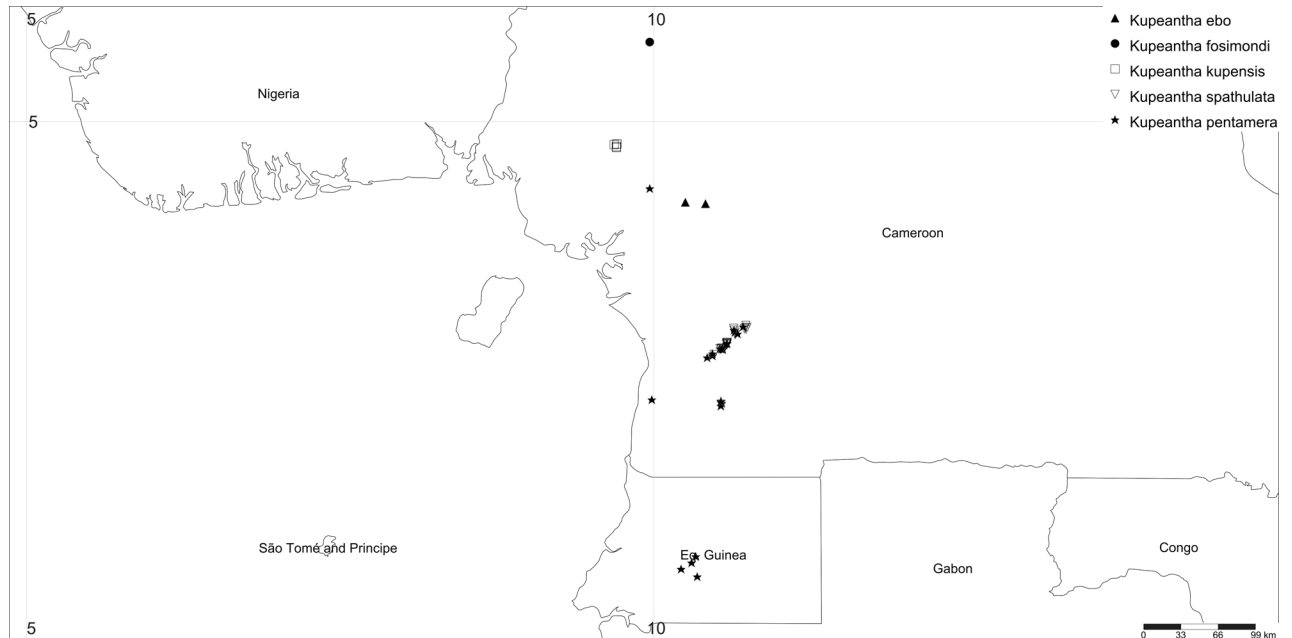 5
10
Kupeantha ebo
Kupeantha fosimondi
Kupeantha kupensis
Kupeantha spathulata
Kupeantha pentamera
Nigeria
5
Cameroon
São Tomé and Principe
Eq. Guinea
Gabon
Congo
5
10
0 33 66 99 km